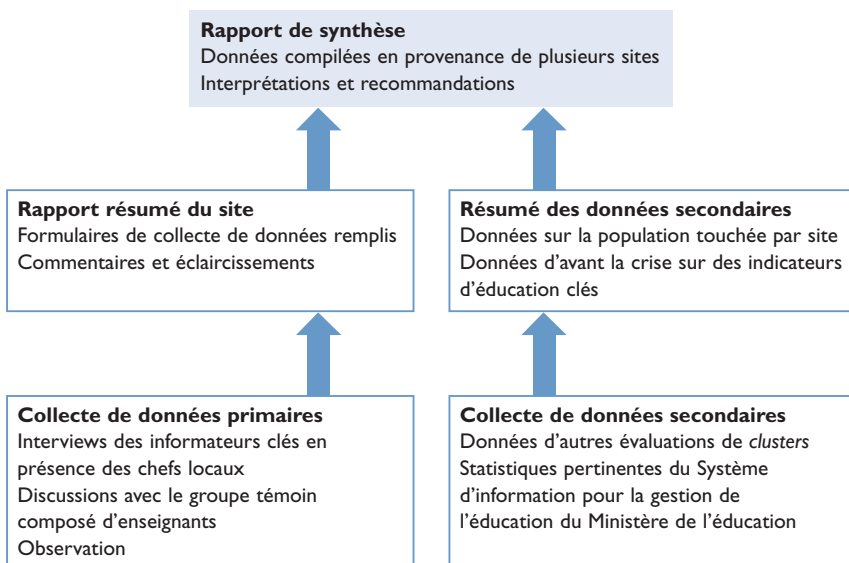 Rapport de synthèse
Données compilées en provenance de plusieurs sites
Interprétations et recommandations
Rapport résumé du site
Formulaires de collecte de données remplis
Commentaires et éclaircissements
Résumé des données secondaires
Données sur la population touchée par site
Données d'avant la crise sur des indicateurs
d'éducation clés
Collecte de données primaires
Interviews des informateurs clés en
présence des chefs locaux
Discussions avec le groupe témoin
composé d'enseignants
Observation
Collecte de données secondaires
Données d'autres évaluations de clusters
Statistiques pertinentes du Système
d'information pour la gestion de
l'éducation du Ministère de l'éducation